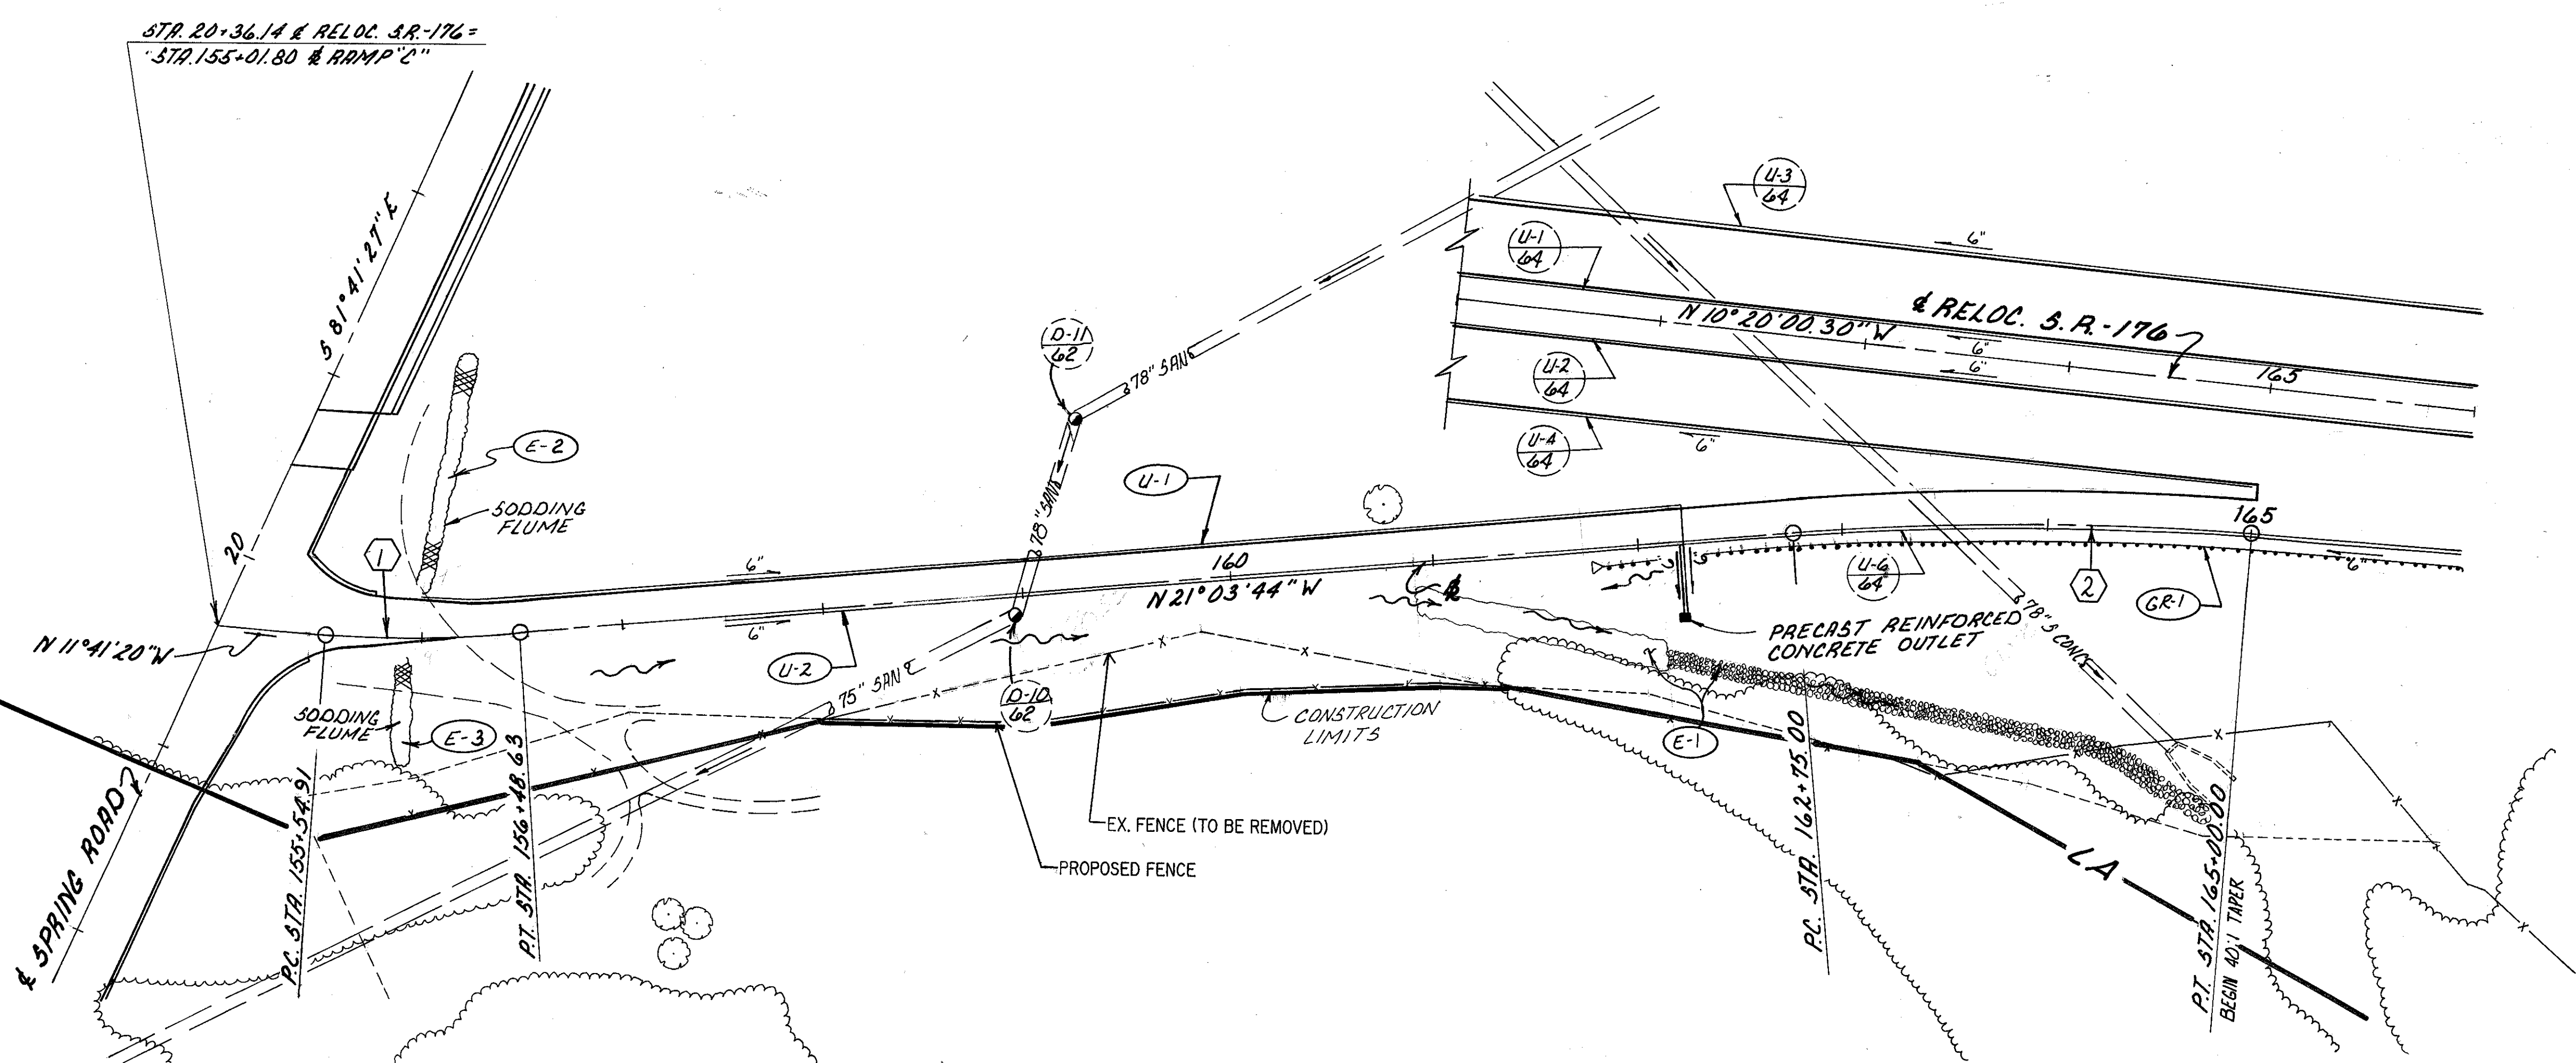 STA. 20+36.14 ℄ RELOC. S.R.-176 =
STA. 155+01.80 ℄ RAMP "C"
S 81°41'27" E
20
N 11°41'20" W
1
E-2
SODDING
FLUME
SODDING
FLUME
E-3
℄ SPRING ROAD
P.C. STA. 155+54.91
P.T. STA. 156+48.63
6"
6"
U-2
D-11
62
78" SAN
78" SAN
75" SAN
D-10
62
U-1
160
N 21°03'44" W
℄
EX. FENCE (TO BE REMOVED)
PROPOSED FENCE
CONSTRUCTION
LIMITS
U-3
64
U-1
64
U-2
64
U-4
64
6"
6"
6"
6"
N 10°20'00.30" W
℄ RELOC. S.R.-176
165
165
U-6
64
2
GR-1
6"
PRECAST REINFORCED
CONCRETE OUTLET
78" S CONC
E-1
P.C. STA. 162+75.00
P.T. STA. 165+00.00
BEGIN 40:1 TAPER
LA